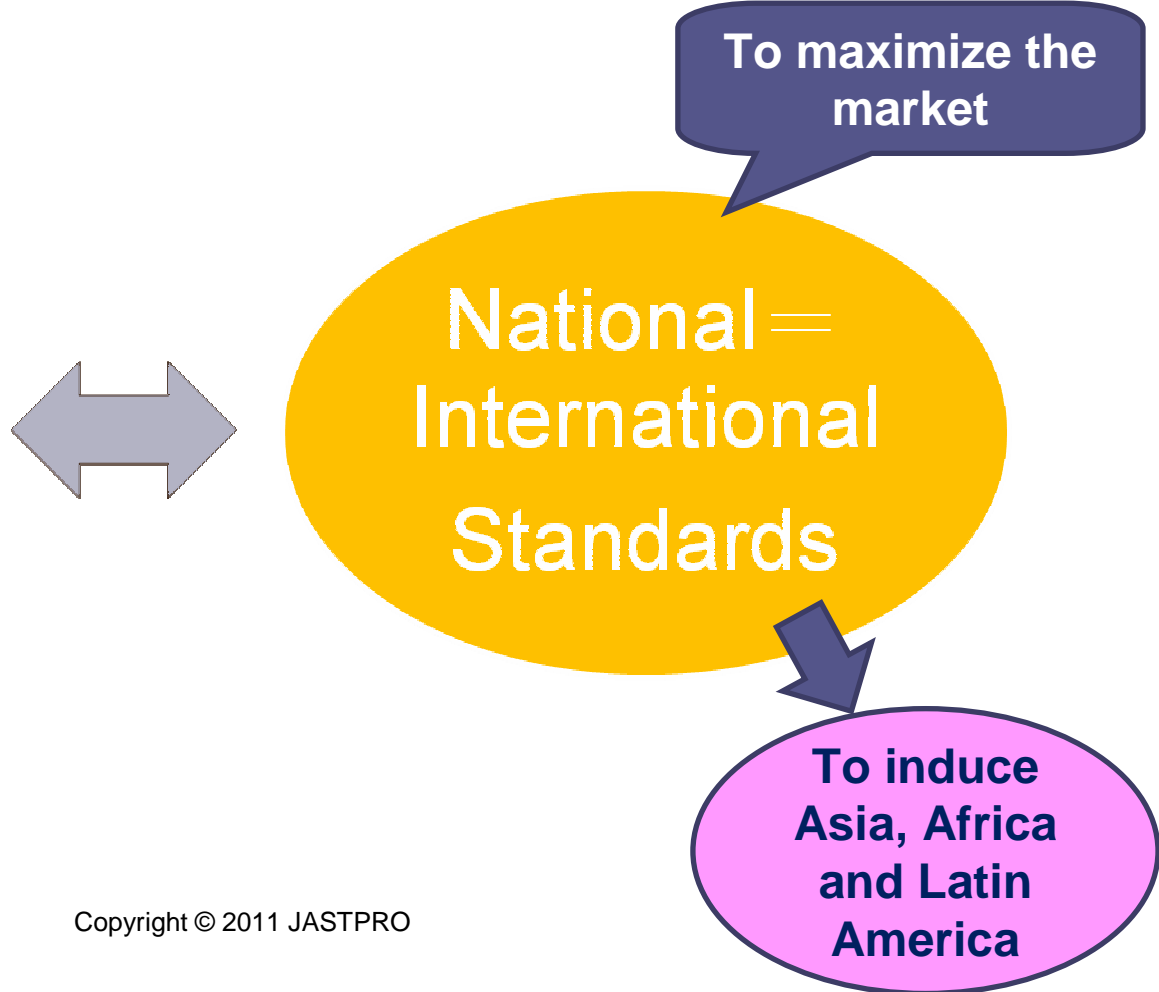 To maximize the
market
National＝
International
Standards
To induce
Asia, Africa
and Latin
America
Copyright © 2011 JASTPRO